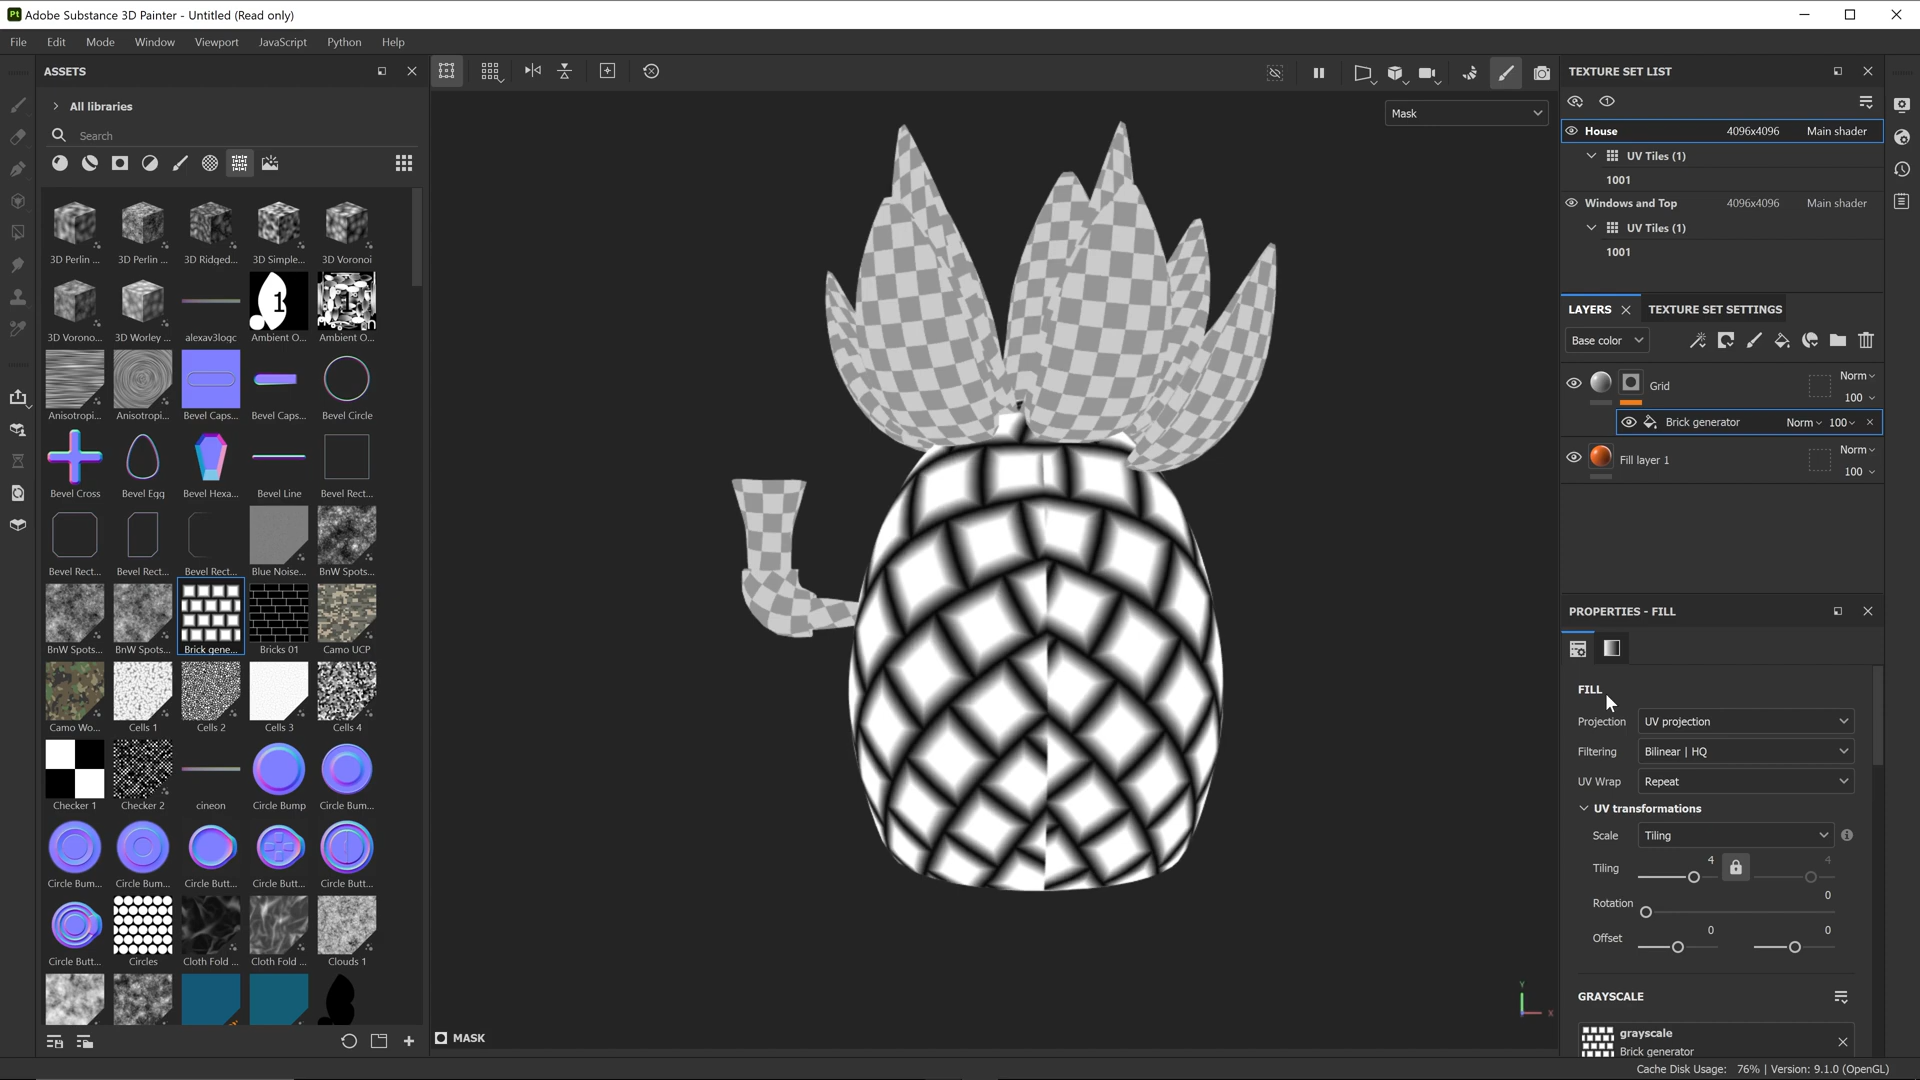 Pt Adobe Substance 3D Painter - Untitled (Read only)
File Edit Mode Window Viewport JavaScript Python Help
ASSETS
All libraries
Search
3D Perlin ... 3D Perlin ... 3D Ridged... 3D Simple... 3D Voronoi
3D Vorono... 3D Worley ... alexav3logc Ambient O... Ambient O...
Anisotropi... Anisotropi... Bevel Caps... Bevel Caps... Bevel Circle
Bevel Cross Bevel Egg Bevel Hexa... Bevel Line Bevel Rect...
Bevel Rect... Bevel Rect... Bevel Rect... Blue Noise... BnW Spots...
BnW Spots... BnW Spots... Brick gene... Bricks 01 Camo UCP
Camo Wo... Cells 1 Cells 2 Cells 3 Cells 4
Checker 1 Checker 2 cineon Circle Bump Circle Bum...
Circle Bum... Circle Bum... Circle Butt... Circle Butt... Circle Butt...
Circle Butt... Circles Cloth Fold ... Cloth Fold ... Clouds 1
Mask
MASK
Y
X
TEXTURE SET LIST
House 4096x4096 Main shader
UV Tiles (1)
1001
Windows and Top 4096x4096 Main shader
UV Tiles (1)
1001
LAYERS TEXTURE SET SETTINGS
Base color
Grid Norm
100
Brick generator Norm 100
Fill layer 1 Norm
100
PROPERTIES - FILL
FILL
Projection UV projection
Filtering Bilinear | HQ
UV Wrap Repeat
UV transformations
Scale Tiling
Tiling 4 4
Rotation 0
Offset 0 0
GRAYSCALE
grayscale
Brick generator
Cache Disk Usage: 76% | Version: 9.1.0 (OpenGL)